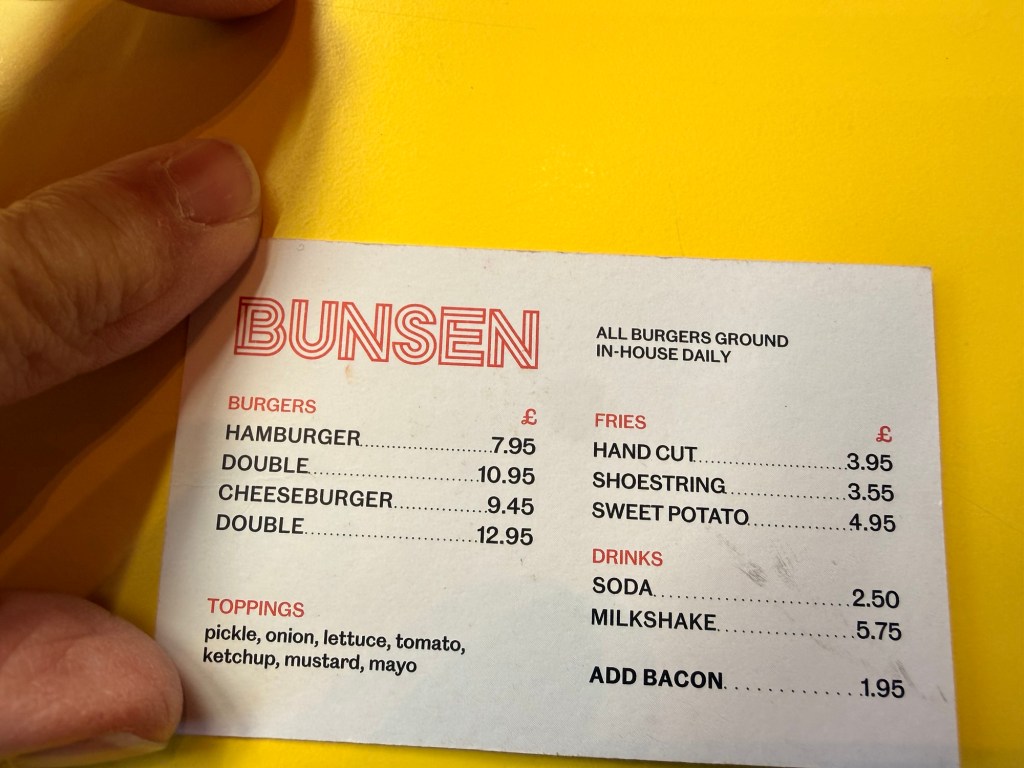 BUNSEN
BURGERS £
HAMBURGER 7.95
DOUBLE 10.95
CHEESEBURGER 9.45
DOUBLE 12.95
TOPPINGS
pickle, onion, lettuce, tomato,
ketchup, mustard, mayo
ALL BURGERS GROUND
IN-HOUSE DAILY
FRIES £
HAND CUT 3.95
SHOESTRING 3.55
SWEET POTATO 4.95
DRINKS
SODA 2.50
MILKSHAKE 5.75
ADD BACON 1.95